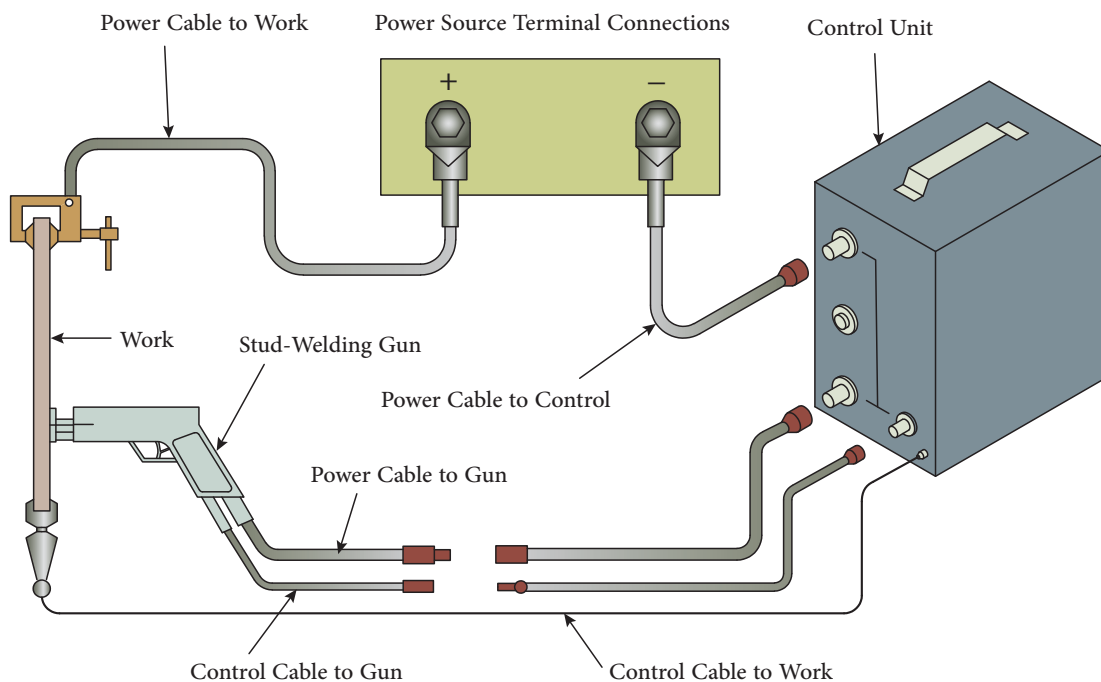 Power Cable to Work
Power Source Terminal Connections
Control Unit
+
−
Work
Stud-Welding Gun
Power Cable to Control
Power Cable to Gun
Control Cable to Gun
Control Cable to Work